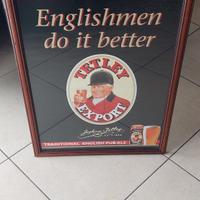 Englishmen
do it better
TETLEY
EXPORT
TRADITIONAL ENGLISH PUB ALE